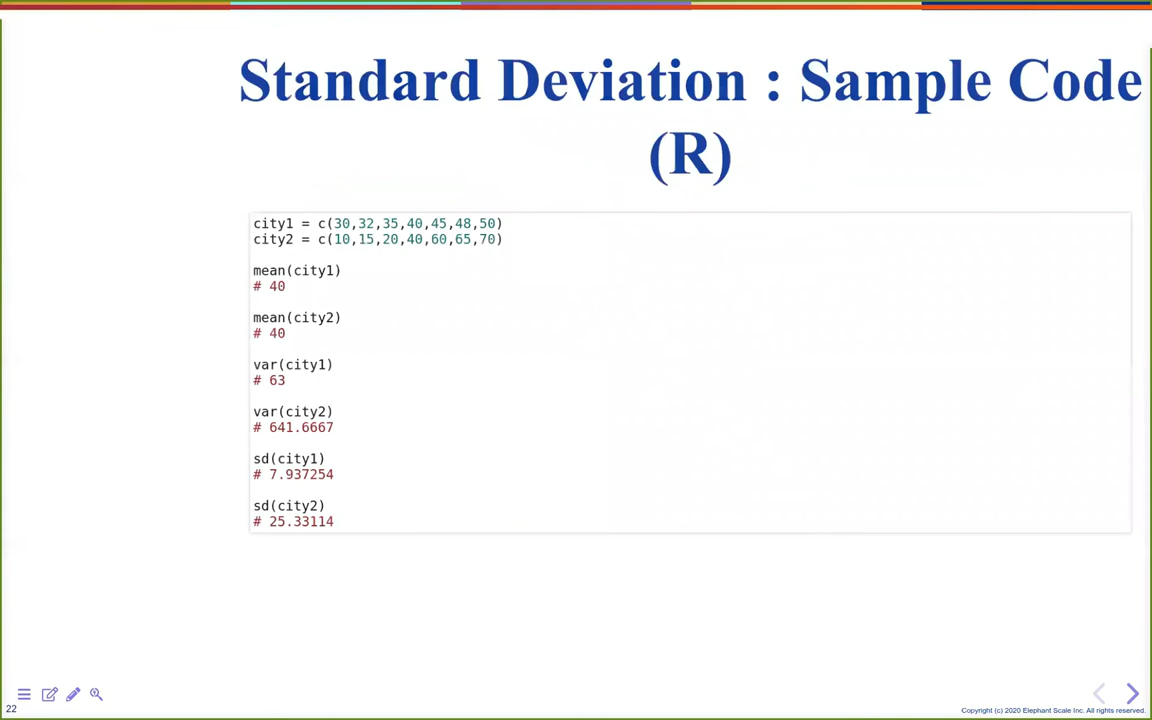 Standard Deviation : Sample Code
(R)
city1 = c(30,32,35,40,45,48,50)
city2 = c(10,15,20,40,60,65,70)
mean(city1)
# 40
mean(city2)
# 40
var(city1)
# 63
var(city2)
# 641.6667
sd(city1)
# 7.937254
sd(city2)
# 25.33114
22
Copyright (c) 2020 Elephant Scale Inc. All rights reserved.